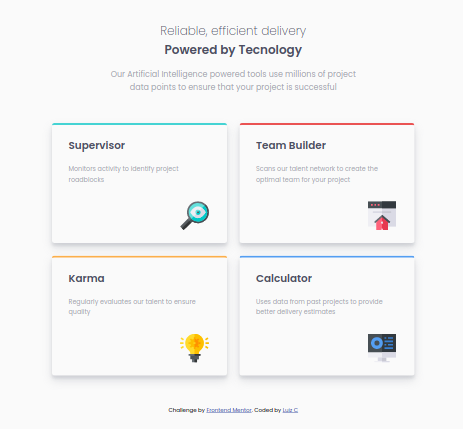 Reliable, efficient delivery
Powered by Tecnology
Our Artificial Intelligence powered tools use millions of project
data points to ensure that your project is successful
Supervisor
Monitors activity to identify project
roadblocks
Team Builder
Scans our talent network to create the
optimal team for your project
Karma
Regularly evaluates our talent to ensure
quality
Calculator
Uses data from past projects to provide
better delivery estimates
Challenge by Frontend Mentor. Coded by Luiz C